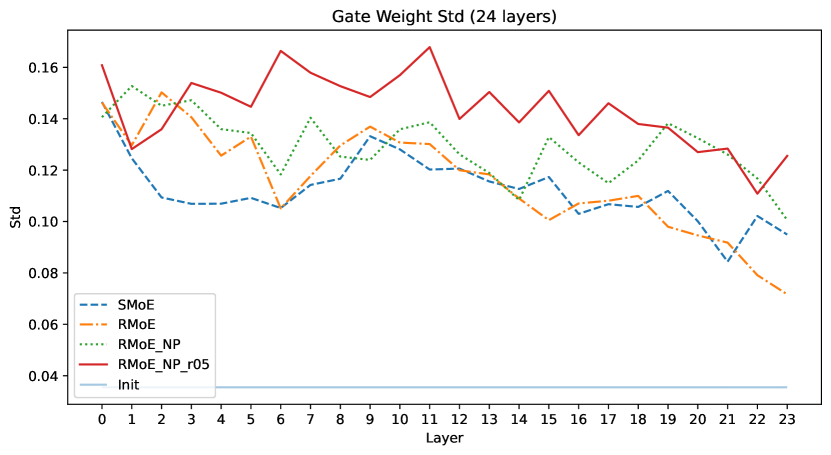 Gate Weight Std (24 layers)
Std
0.16
0.14
0.12
0.10
0.08
0.06
0.04
SMoE
RMoE
RMoE_NP
RMoE_NP_r05
Init
0 1 2 3 4 5 6 7 8 9 10 11 12 13 14 15 16 17 18 19 20 21 22 23
Layer